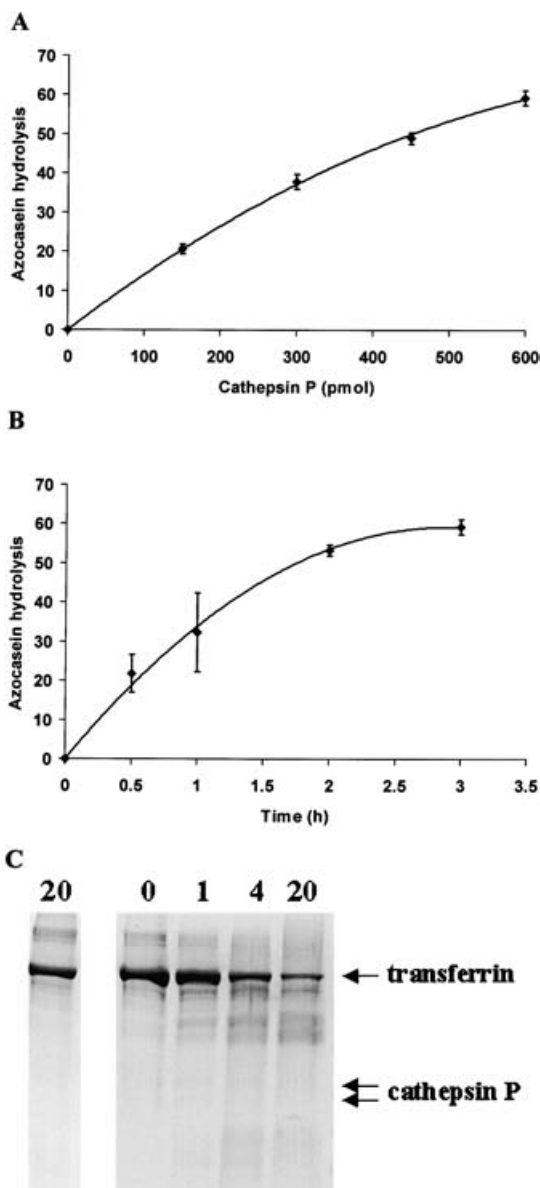 A
70
60
50
40
30
20
10
0
Azocasein hydrolysis
0 100 200 300 400 500 600
Cathepsin P (pmol)
B
70
60
50
40
30
20
10
0
Azocasein hydrolysis
0 0.5 1 1.5 2 2.5 3 3.5
Time (h)
C
20 0 1 4 20
transferrin
cathepsin P